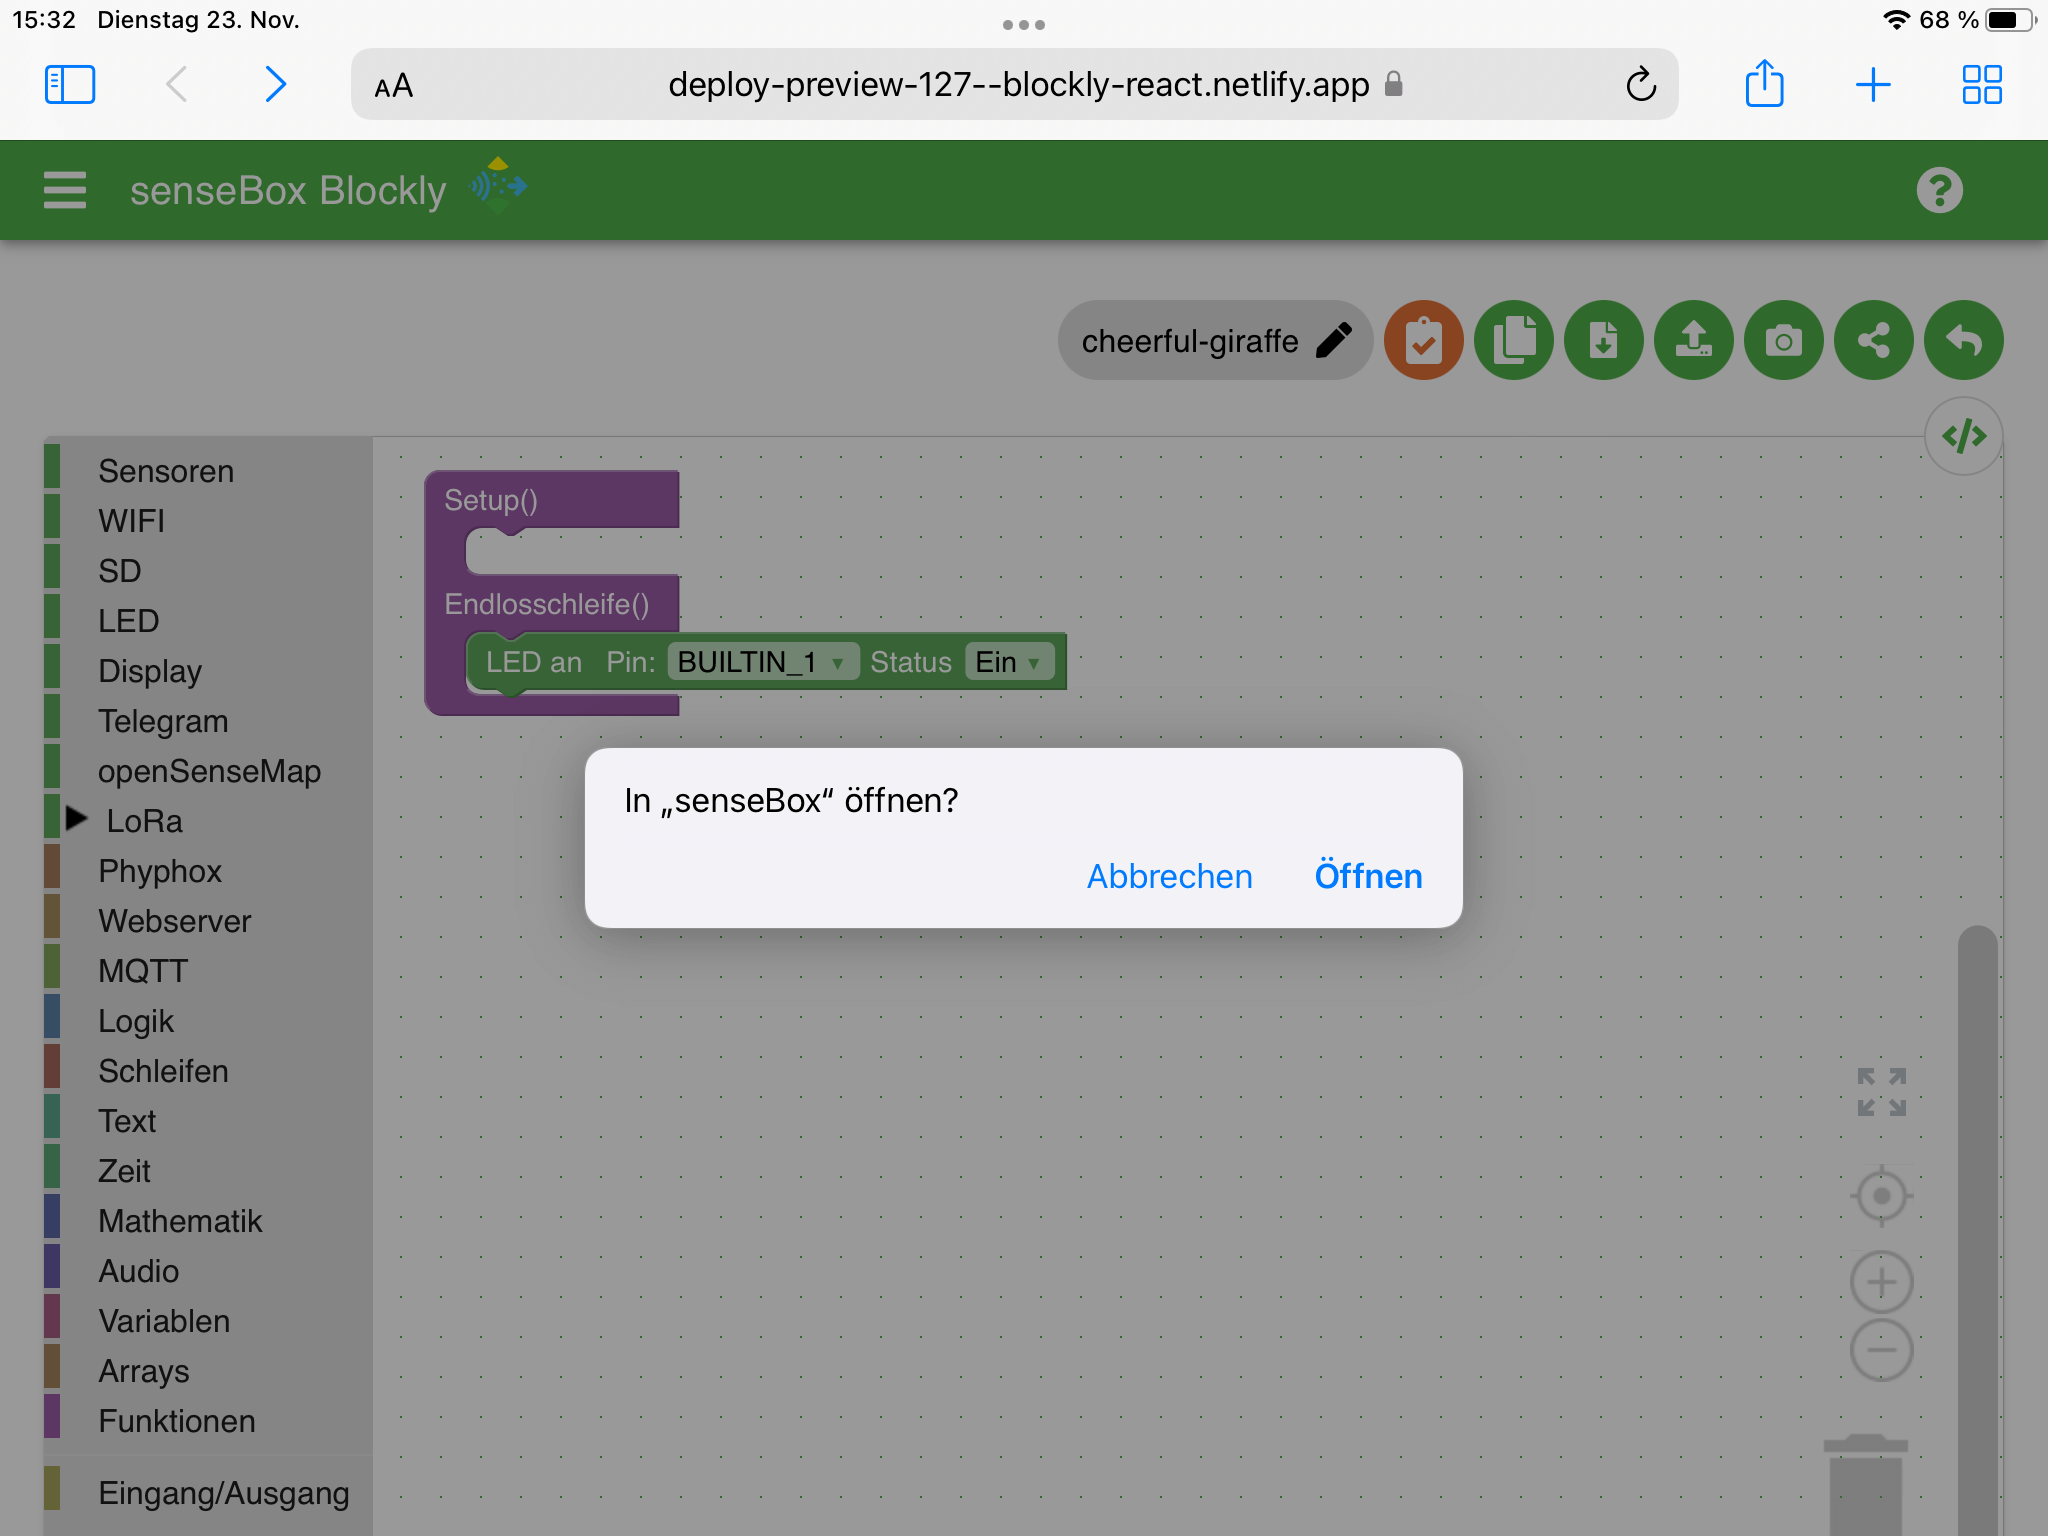 15:32 Dienstag 23. Nov.
68 %
AA
deploy-preview-127--blockly-react.netlify.app
senseBox Blockly
cheerful-giraffe
Sensoren
WIFI
SD
LED
Display
Telegram
openSenseMap
LoRa
Phyphox
Webserver
MQTT
Logik
Schleifen
Text
Zeit
Mathematik
Audio
Variablen
Arrays
Funktionen
Eingang/Ausgang
Setup()
Endlosschleife()
LED an Pin: BUILTIN_1 Status Ein
In „senseBox“ öffnen?
Abbrechen Öffnen